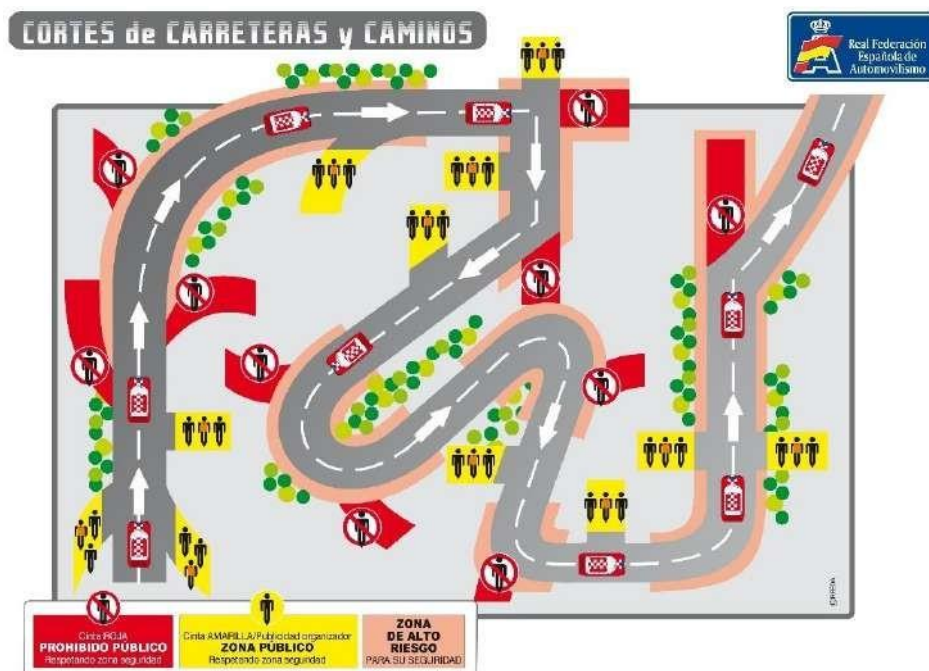 CORTES de CARRETERAS y CAMINOS
Real Federación
Española de
Automovilismo
Cinta ROJA
PROHIBIDO PÚBLICO
Respetando zona seguridad
Cinta AMARILLA/Publicidad organizador
ZONA PÚBLICO
Respetando zona seguridad
ZONA
DE ALTO
RIESGO
PARA SU SEGURIDAD